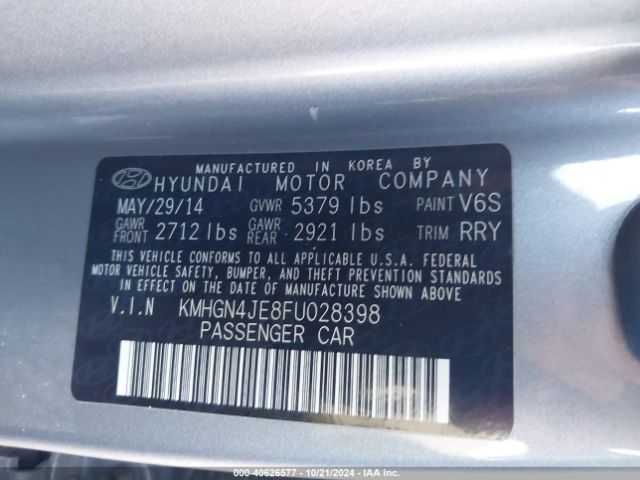 MANUFACTURED IN KOREA BY
HYUNDAI MOTOR COMPANY
MAY/29/14 GVWR 5379 lbs PAINT V6S
GAWR FRONT 2712 lbs GAWR REAR 2921 lbs TRIM RRY
THIS VEHICLE CONFORMS TO ALL APPLICABLE U.S.A. FEDERAL
MOTOR VEHICLE SAFETY, BUMPER, AND THEFT PREVENTION
STANDARDS IN EFFECT ON THE DATE OF MANUFACTURE SHOWN ABOVE
V.I.N KMHGN4JE8FU028398
PASSENGER CAR
000-40626577 - 10/21/2024 - IAA Inc.